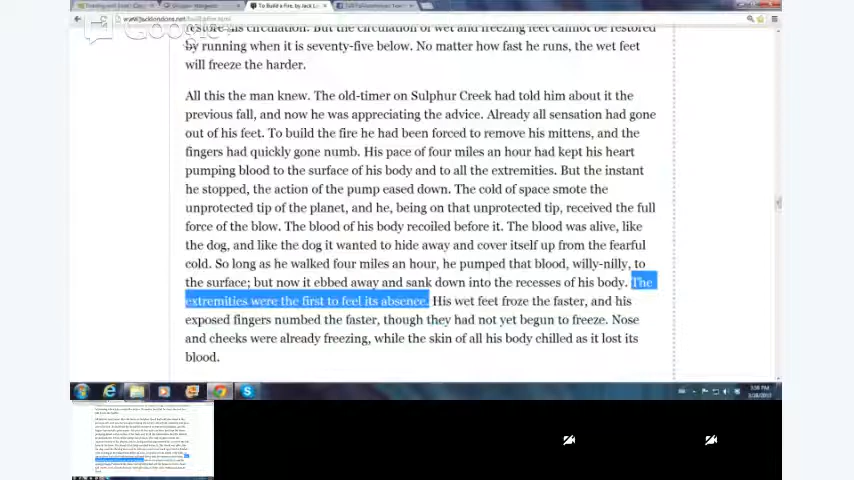 To Build a Fire, by Jack L
www.jacklondons.net/buildafire.html
Google+
restore his circulation. But the circulation of wet and freezing feet cannot be restored
by running when it is seventy-five below. No matter how fast he runs, the wet feet
will freeze the harder.
All this the man knew. The old-timer on Sulphur Creek had told him about it the
previous fall, and now he was appreciating the advice. Already all sensation had gone
out of his feet. To build the fire he had been forced to remove his mittens, and the
fingers had quickly gone numb. His pace of four miles an hour had kept his heart
pumping blood to the surface of his body and to all the extremities. But the instant
he stopped, the action of the pump eased down. The cold of space smote the
unprotected tip of the planet, and he, being on that unprotected tip, received the full
force of the blow. The blood of his body recoiled before it. The blood was alive, like
the dog, and like the dog it wanted to hide away and cover itself up from the fearful
cold. So long as he walked four miles an hour, he pumped that blood, willy-nilly, to
the surface; but now it ebbed away and sank down into the recesses of his body. The
extremities were the first to feel its absence. His wet feet froze the faster, and his
exposed fingers numbed the faster, though they had not yet begun to freeze. Nose
and cheeks were already freezing, while the skin of all his body chilled as it lost its
blood.